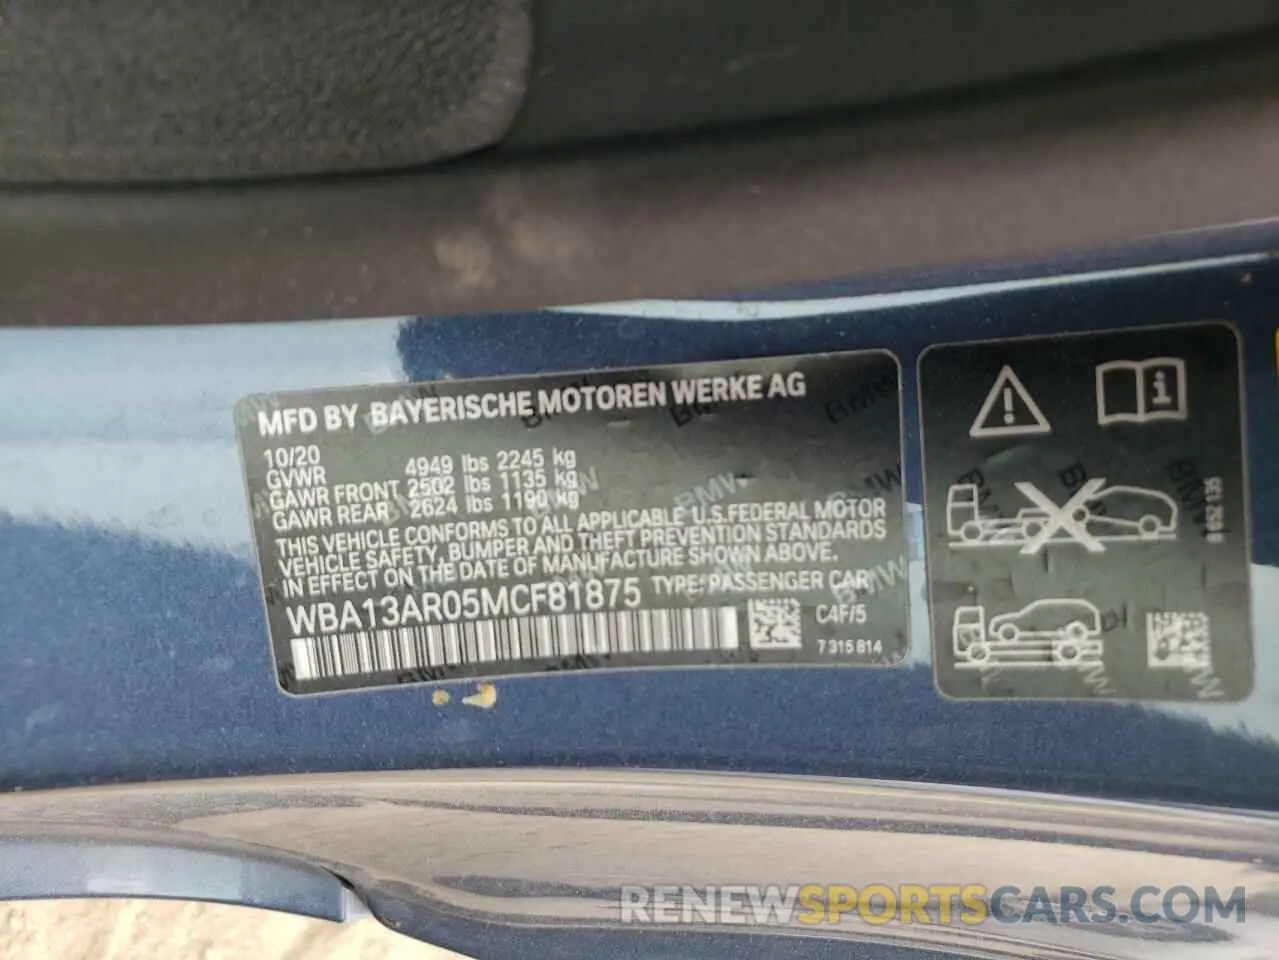 MFD BY BAYERISCHE MOTOREN WERKE AG
10/20
GVWR 4949 lbs 2245 kg
GAWR FRONT 2502 lbs 1135 kg
GAWR REAR 2624 lbs 1190 kg
THIS VEHICLE CONFORMS TO ALL APPLICABLE U.S.FEDERAL MOTOR
VEHICLE SAFETY, BUMPER AND THEFT PREVENTION STANDARDS
IN EFFECT ON THE DATE OF MANUFACTURE SHOWN ABOVE.
WBA13AR05MCF81875 TYPE: PASSENGER CAR
C4F/5
7 315 814
RENEWSPORTSCARS.COM